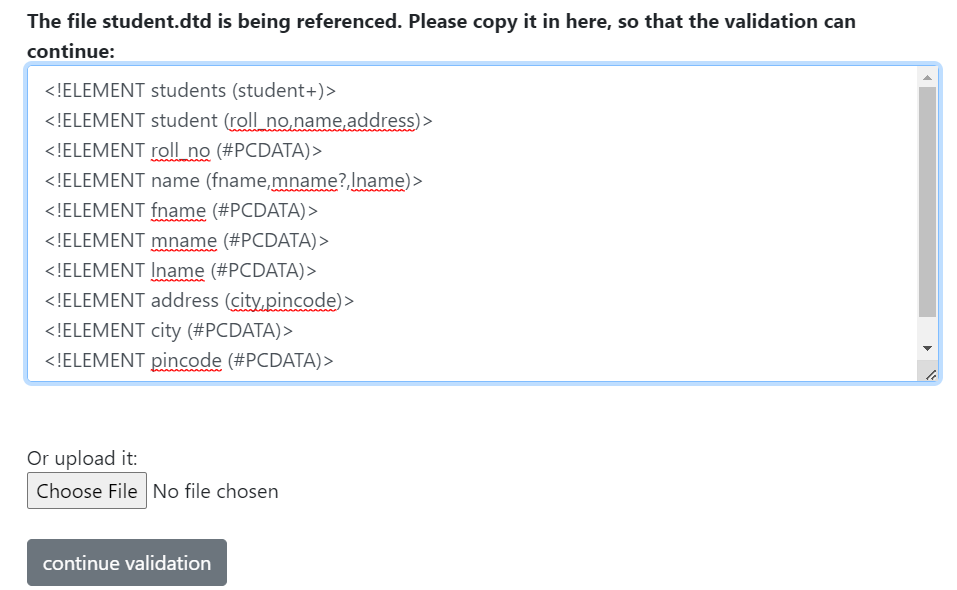 The file student.dtd is being referenced. Please copy it in here, so that the validation can
continue:
<!ELEMENT students (student+)>
<!ELEMENT student (roll_no,name,address)>
<!ELEMENT roll_no (#PCDATA)>
<!ELEMENT name (fname,mname?,lname)>
<!ELEMENT fname (#PCDATA)>
<!ELEMENT mname (#PCDATA)>
<!ELEMENT lname (#PCDATA)>
<!ELEMENT address (city,pincode)>
<!ELEMENT city (#PCDATA)>
<!ELEMENT pincode (#PCDATA)>
Or upload it:
Choose File No file chosen
continue validation